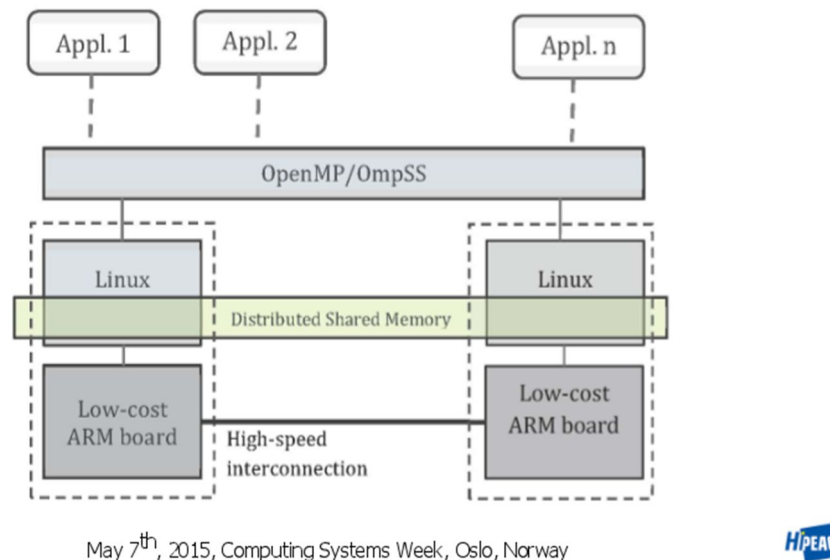 Appl. 1
Appl. 2
Appl. n
OpenMP/OmpSS
Linux
Linux
Distributed Shared Memory
Low-cost
ARM board
Low-cost
ARM board
High-speed
interconnection
May 7th, 2015, Computing Systems Week, Oslo, Norway